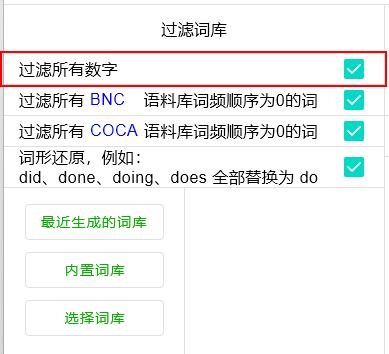 过滤词库
过滤所有数字
过滤所有 BNC 语料库词频顺序为0的词
过滤所有 COCA 语料库词频顺序为0的词
词形还原，例如：
did、done、doing、does 全部替换为 do
最近生成的词库
内置词库
选择词库